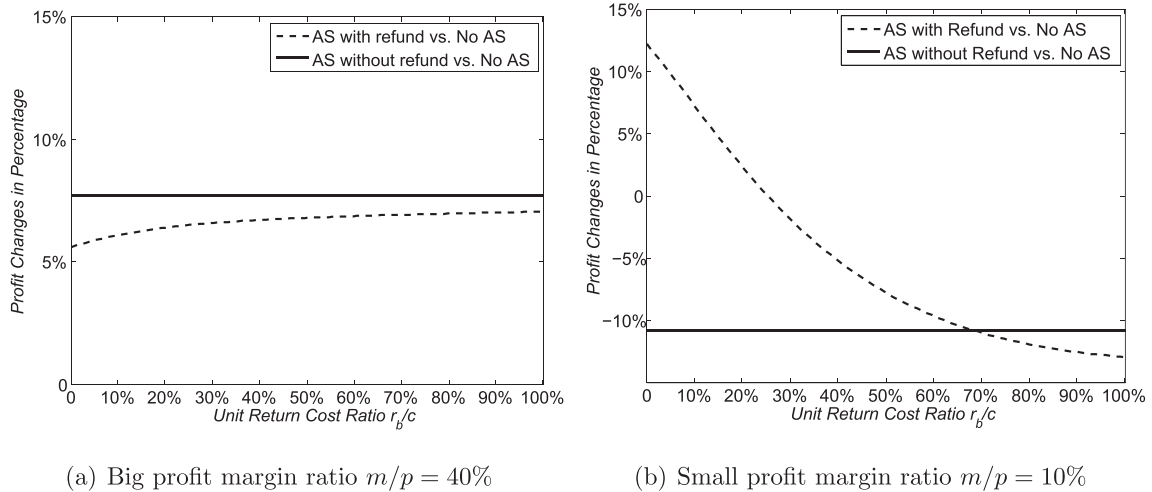 15%
10%
5%
0
Profit Changes in Percentage
AS with refund vs. No AS
AS without refund vs. No AS
0 10% 20% 30% 40% 50% 60% 70% 80% 90% 100%
Unit Return Cost Ratio r_b/c
(a) Big profit margin ratio m/p = 40%
15%
10%
5%
0
−5%
−10%
Profit Changes in Percentage
AS with Refund vs. No AS
AS without Refund vs. No AS
0 10% 20% 30% 40% 50% 60% 70% 80% 90% 100%
Unit Return Cost Ratio r_b/c
(b) Small profit margin ratio m/p = 10%